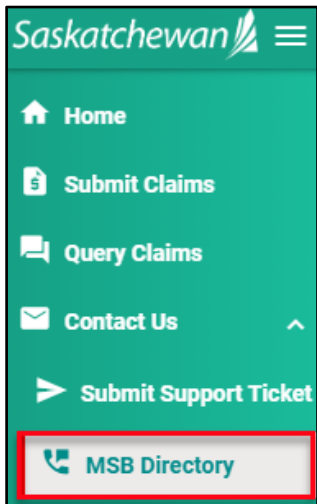 Saskatchewan
Home
Submit Claims
Query Claims
Contact Us
Submit Support Ticket
MSB Directory